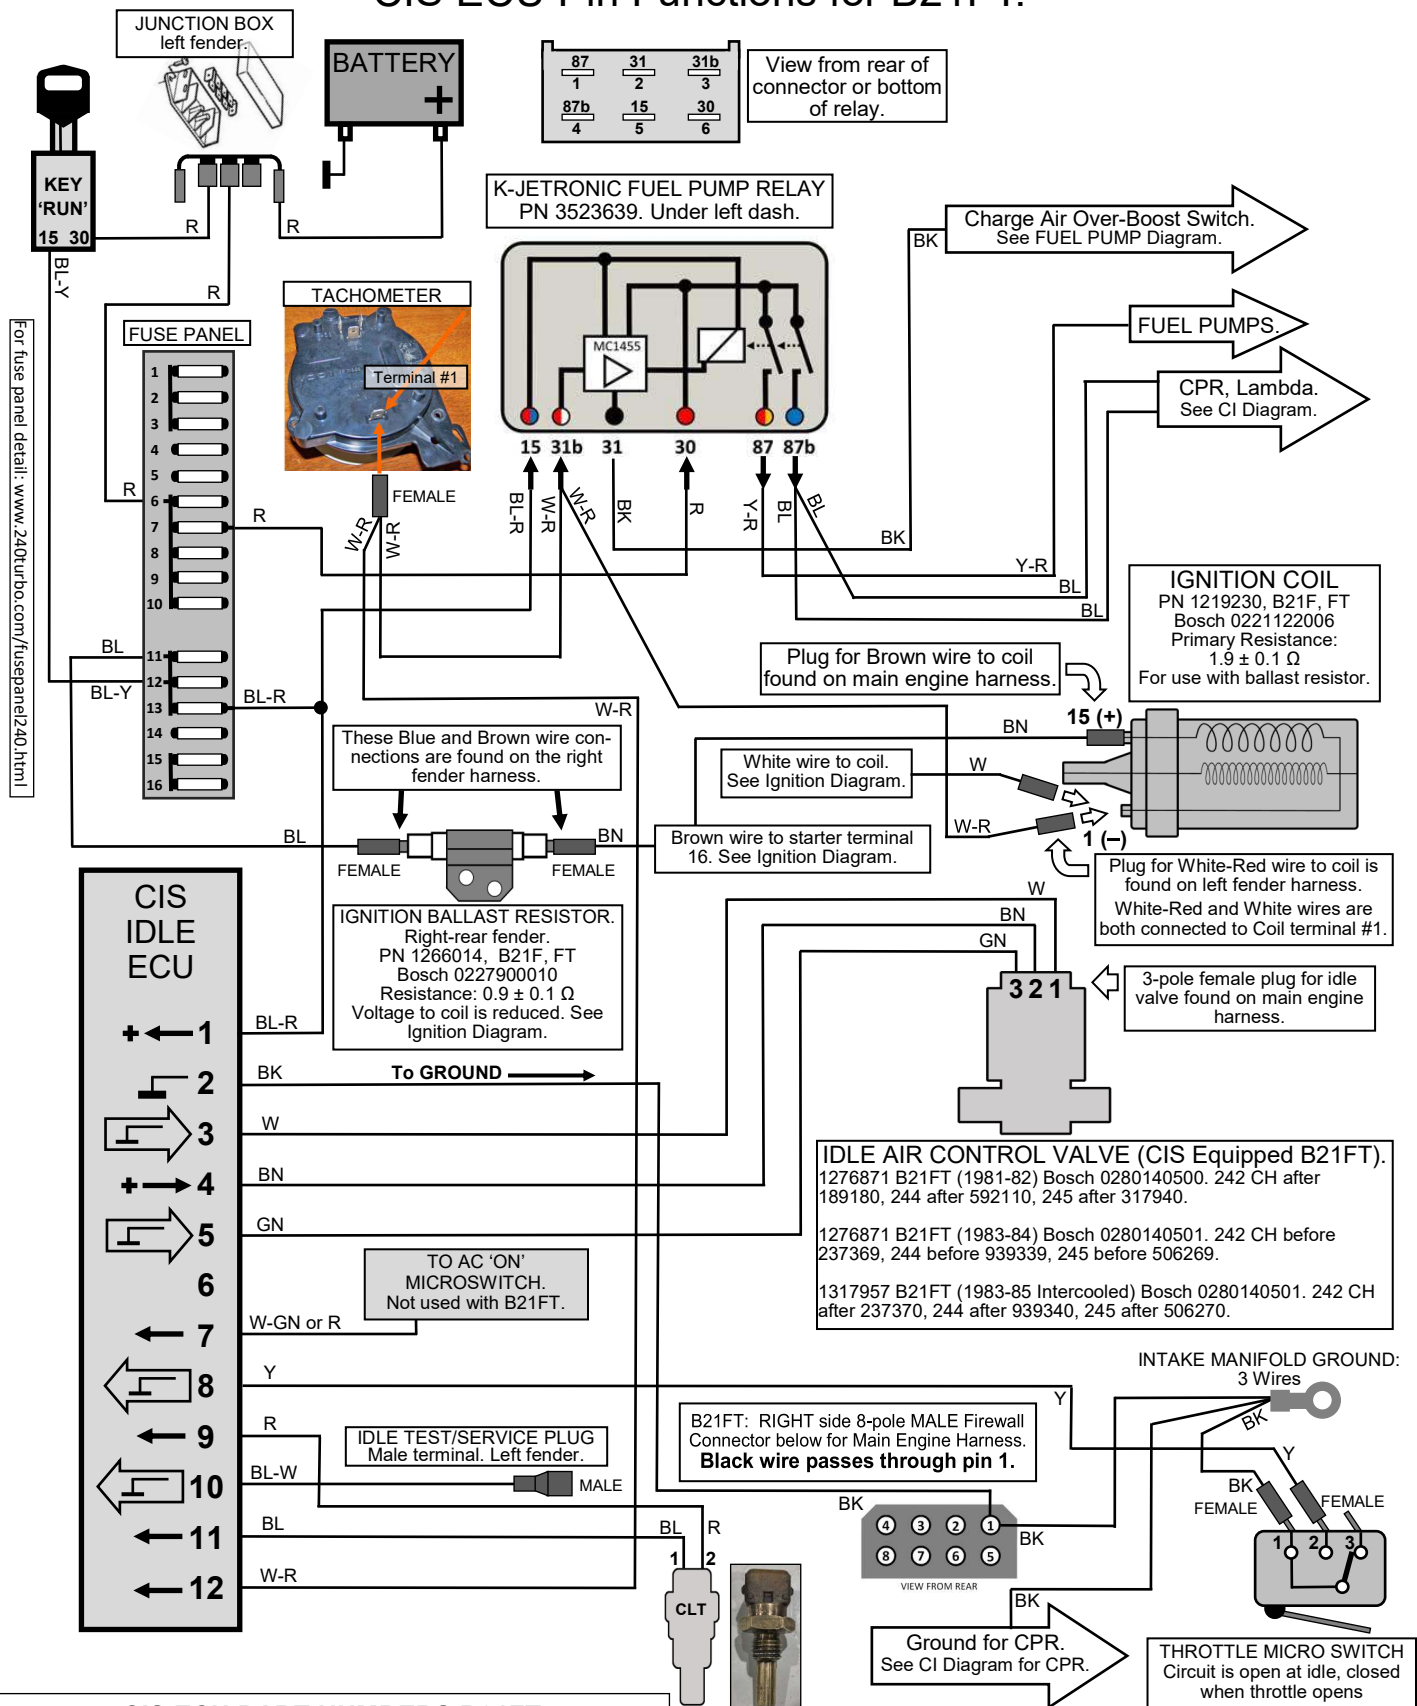 JUNCTION BOX
left fender.
BATTERY
+
87 31 31b
1 2 3
87b 15 30
4 5 6
View from rear of
connector or bottom
of relay.
KEY
‘RUN’
15 30
R
R
BL-Y
R
K-JETRONIC FUEL PUMP RELAY
PN 3523639. Under left dash.
Charge Air Over-Boost Switch.
See FUEL PUMP Diagram.
BK
FUEL PUMPS.
CPR, Lambda.
See CI Diagram.
TACHOMETER
Terminal #1
FEMALE
W-R
W-R
MC1455
15 31b 31 30 87 87b
BL-R
W-R
W-R
BK
R
Y-R
BL
BL
BK
Y-R
BL
BL
For fuse panel detail: www.240turbo.com/fusepanel240.html
FUSE PANEL
1
2
3
4
5
6
7
8
9
10
11
12
13
14
15
16
R
R
BL
BL-Y
BL-R
IGNITION COIL
PN 1219230, B21F, FT
Bosch 0221122006
Primary Resistance:
1.9 ± 0.1 Ω
For use with ballast resistor.
Plug for Brown wire to coil
found on main engine harness.
15 (+)
BN
W-R
These Blue and Brown wire con-
nections are found on the right
fender harness.
White wire to coil.
See Ignition Diagram.
W
W-R
1 (–)
BL
FEMALE
BN
FEMALE
Brown wire to starter terminal
16. See Ignition Diagram.
Plug for White-Red wire to coil is
found on left fender harness.
White-Red and White wires are
both connected to Coil terminal #1.
IGNITION BALLAST RESISTOR.
Right-rear fender.
PN 1266014, B21F, FT
Bosch 0227900010
Resistance: 0.9 ± 0.1 Ω
Voltage to coil is reduced. See
Ignition Diagram.
W
BN
GN
3 2 1
3-pole female plug for idle
valve found on main engine
harness.
CIS
IDLE
ECU
+ 1
BL-R
2
BK
To GROUND
3
W
+ 4
BN
5
GN
6
7
W-GN or R
8
Y
9
R
10
BL-W
11
BL
12
W-R
TO AC ‘ON’
MICROSWITCH.
Not used with B21FT.
IDLE AIR CONTROL VALVE (CIS Equipped B21FT).
1276871 B21FT (1981-82) Bosch 0280140500. 242 CH after
189180, 244 after 592110, 245 after 317940.
1276871 B21FT (1983-84) Bosch 0280140501. 242 CH before
237369, 244 before 939339, 245 before 506269.
1317957 B21FT (1983-85 Intercooled) Bosch 0280140501. 242 CH
after 237370, 244 after 939340, 245 after 506270.
IDLE TEST/SERVICE PLUG
Male terminal. Left fender.
MALE
BL
R
1 2
CLT
B21FT: RIGHT side 8-pole MALE Firewall
Connector below for Main Engine Harness.
Black wire passes through pin 1.
BK
4 3 2 1
8 7 6 5
VIEW FROM REAR
BK
BK
INTAKE MANIFOLD GROUND:
3 Wires
Y
BK
Y
BK
FEMALE
FEMALE
1 2 3
Ground for CPR.
See CI Diagram for CPR.
THROTTLE MICRO SWITCH
Circuit is open at idle, closed
when throttle opens